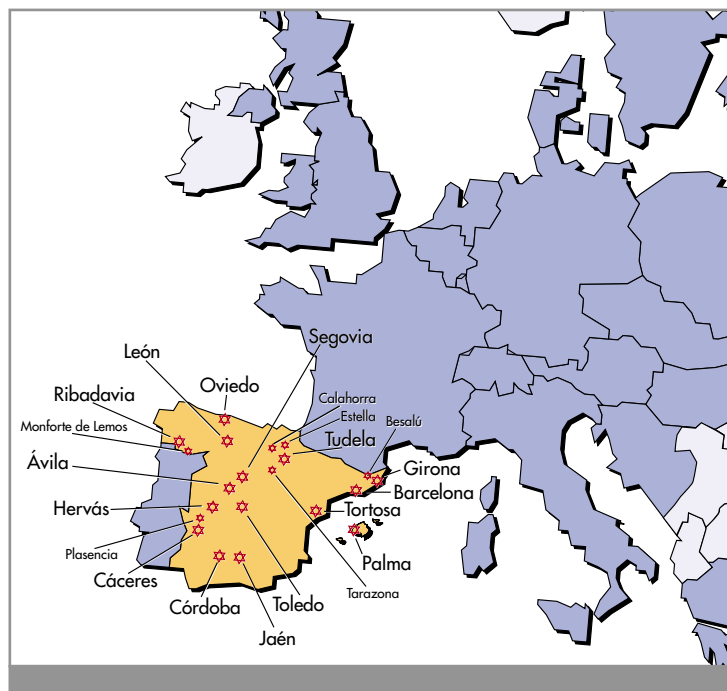 Segovia
León
Oviedo
Ribadavia
Calahorra
Estella
Monforte de Lemos
Besalú
Tudela
Ávila
Girona
Barcelona
Hervás
Tortosa
Plasencia
Palma
Cáceres
Tarazona
Córdoba
Toledo
Jaén